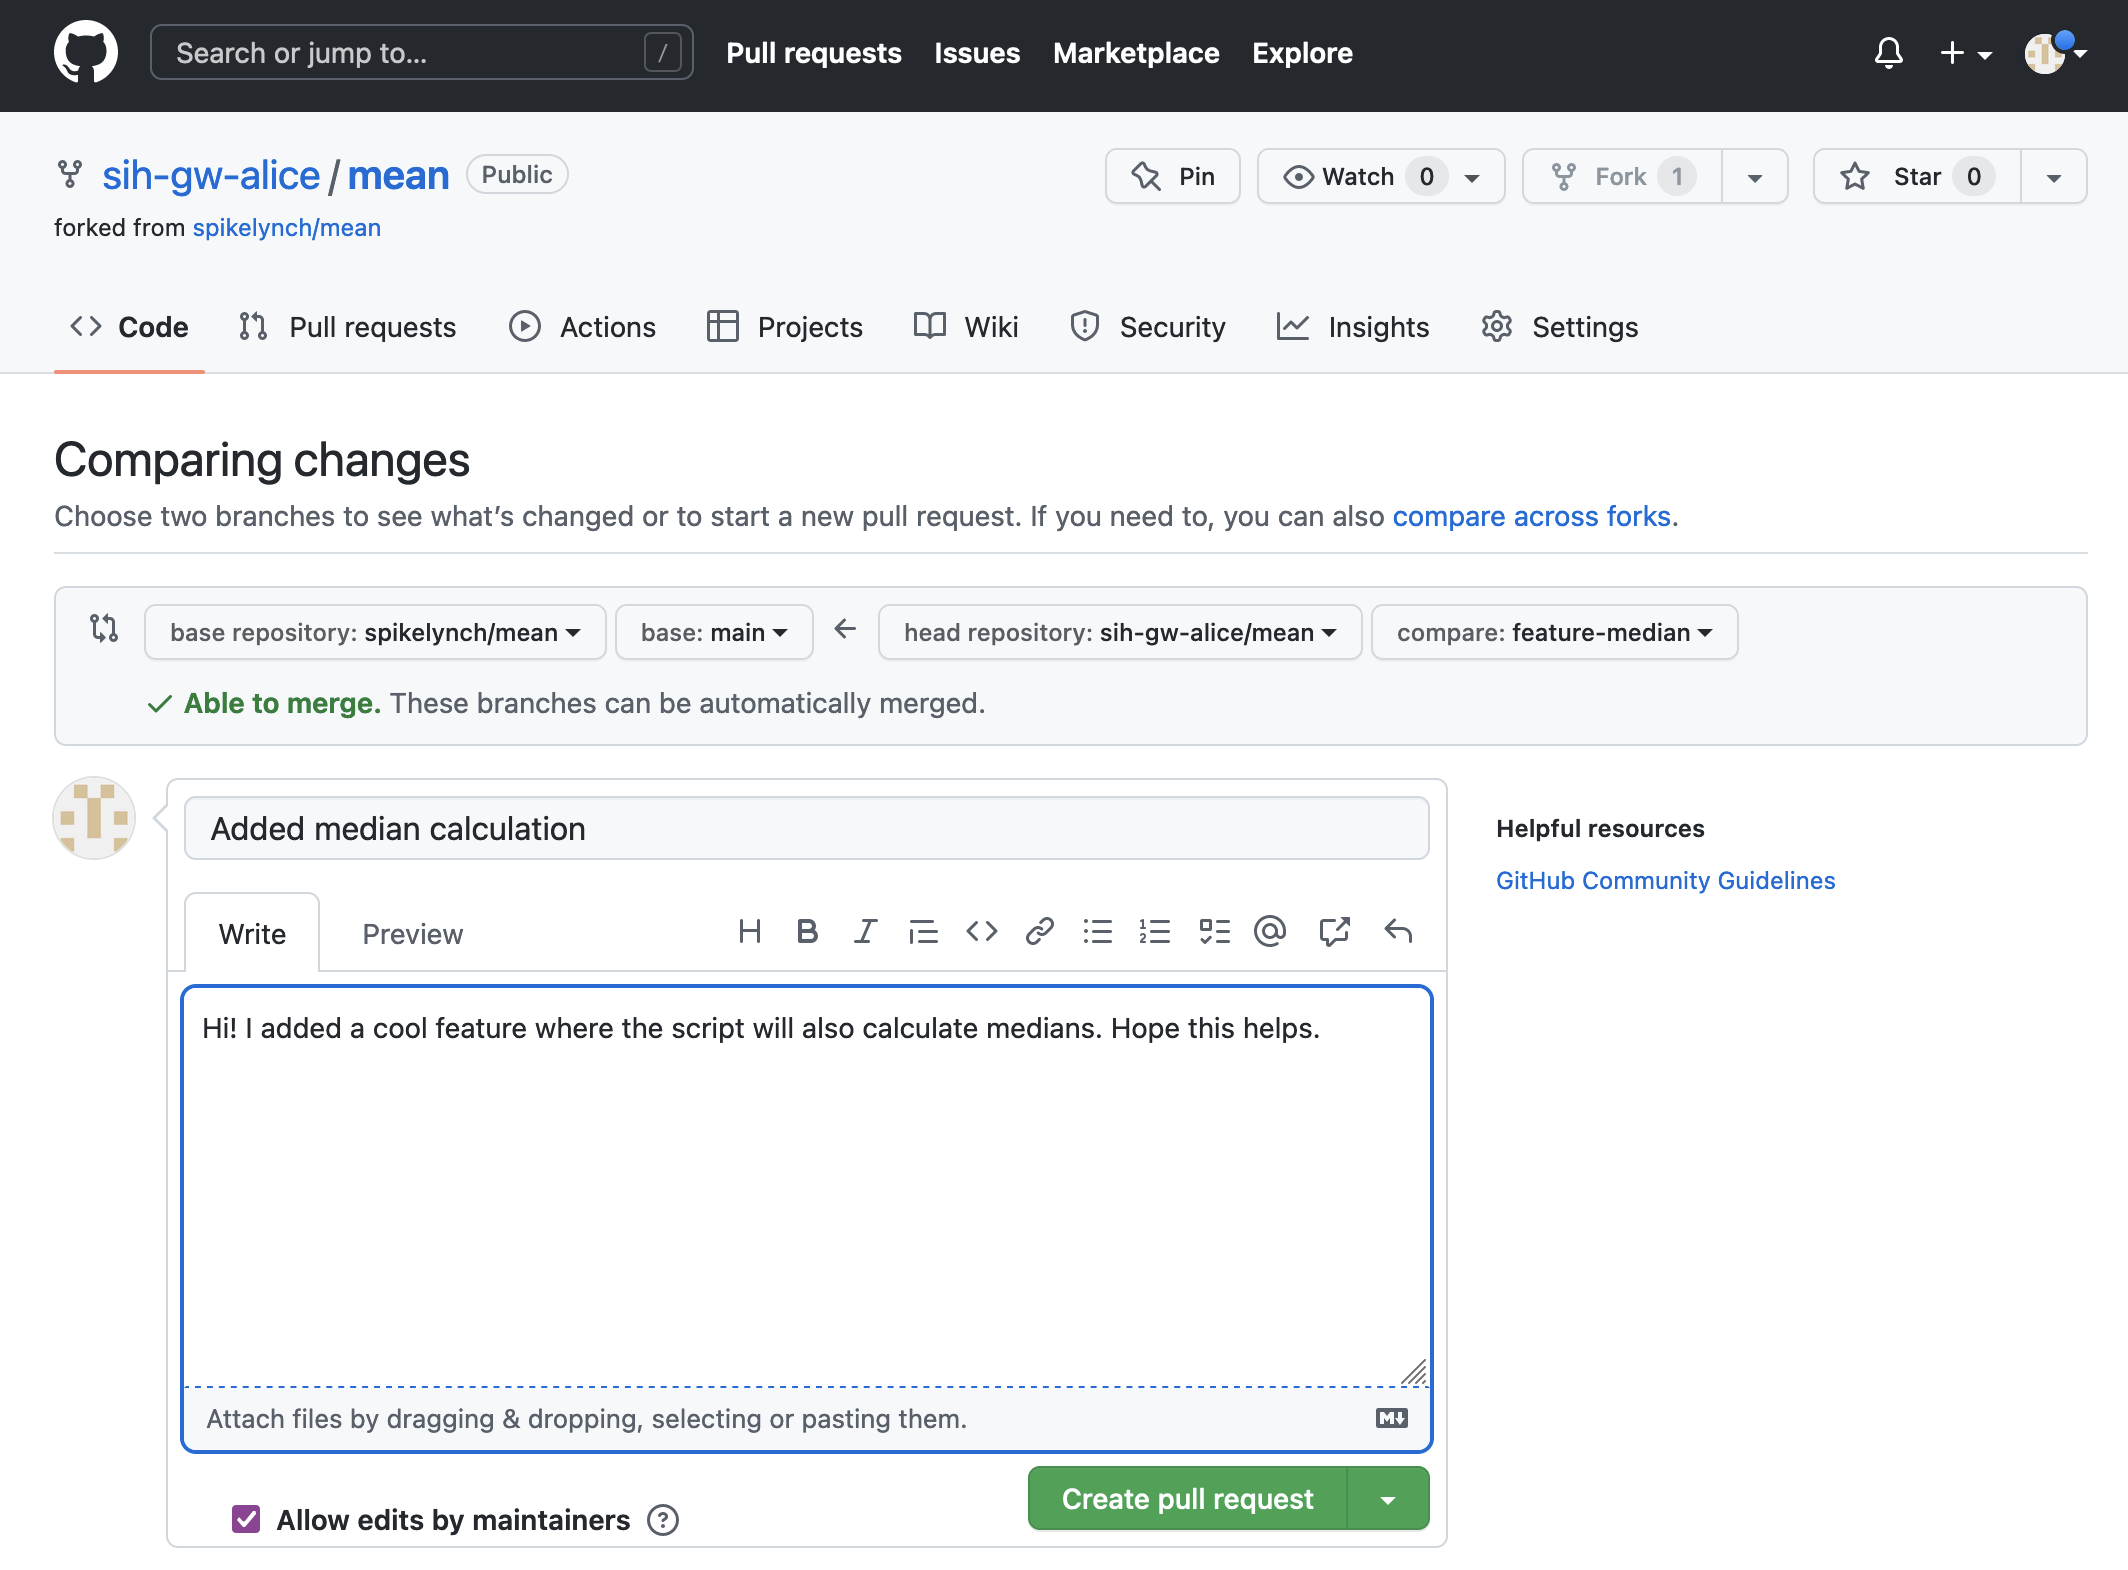 Search or jump to... /
Pull requests Issues Marketplace Explore
sih-gw-alice / mean Public
Pin Watch 0 Fork 1 Star 0
forked from spikelynch/mean
Code Pull requests Actions Projects Wiki Security Insights Settings
Comparing changes
Choose two branches to see what's changed or to start a new pull request. If you need to, you can also compare across forks.
base repository: spikelynch/mean base: main ← head repository: sih-gw-alice/mean compare: feature-median
Able to merge. These branches can be automatically merged.
Added median calculation
Helpful resources
GitHub Community Guidelines
Write Preview
Hi! I added a cool feature where the script will also calculate medians. Hope this helps.
Attach files by dragging & dropping, selecting or pasting them.
Create pull request
Allow edits by maintainers